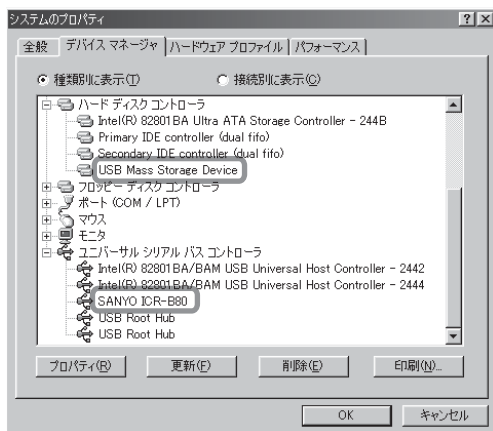 システムのプロパティ
全般 デバイス マネージャ ハードウェア プロファイル パフォーマンス
種類別に表示(T) 接続別に表示(C)
ハード ディスク コントローラ
Intel(R) 82801BA Ultra ATA Storage Controller - 244B
Primary IDE controller (dual fifo)
Secondary IDE controller (dual fifo)
USB Mass Storage Device
フロッピー ディスク コントローラ
ポート (COM / LPT)
マウス
モニタ
ユニバーサル シリアル バス コントローラ
Intel(R) 82801BA/BAM USB Universal Host Controller - 2442
Intel(R) 82801BA/BAM USB Universal Host Controller - 2444
SANYO ICR-B80
USB Root Hub
USB Root Hub
プロパティ(R) 更新(F) 削除(E) 印刷(N)...
OK キャンセル